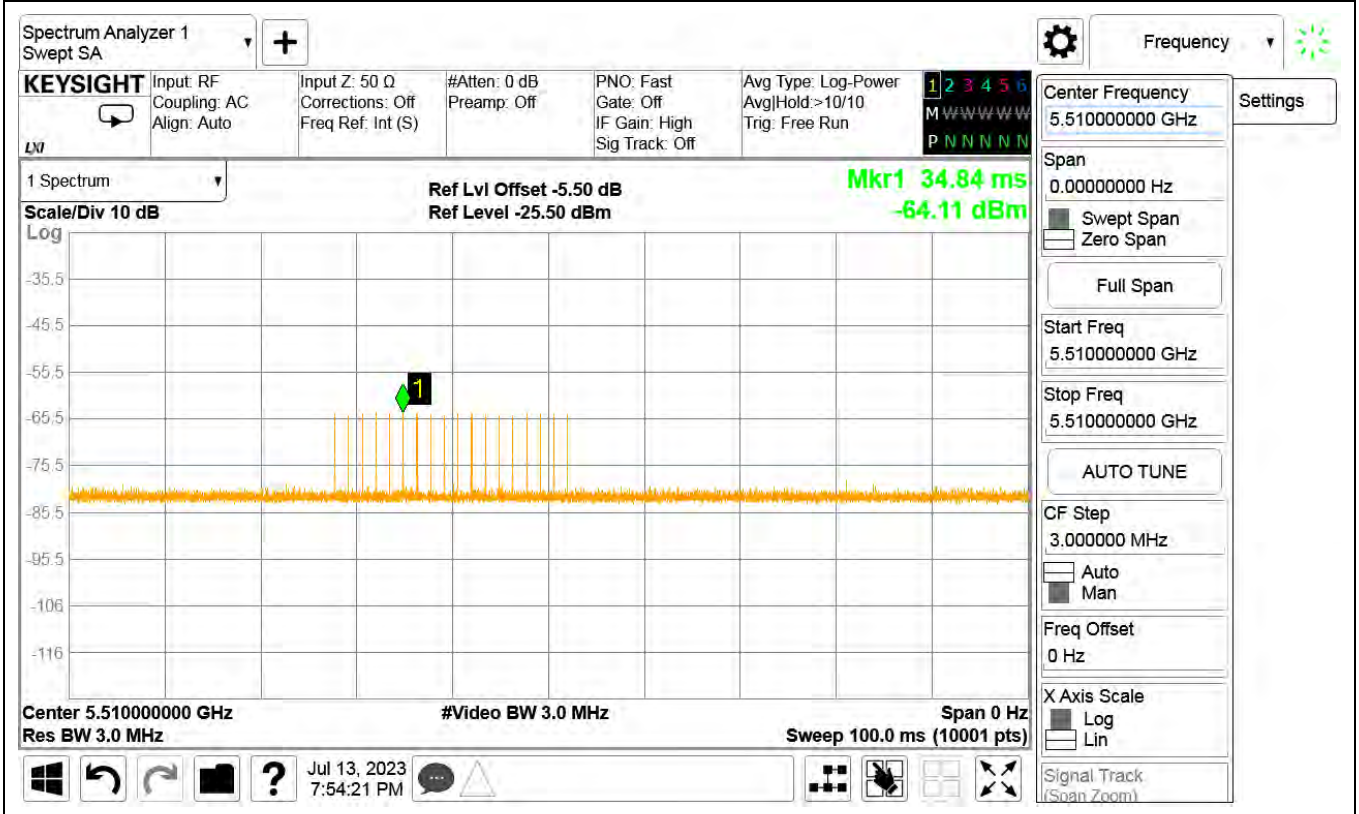 Spectrum Analyzer 1
Swept SA
Frequency
KEYSIGHT
LXI
Input: RF
Coupling: AC
Align: Auto
Input Z: 50 Ω
Corrections: Off
Freq Ref: Int (S)
#Atten: 0 dB
Preamp: Off
PNO: Fast
Gate: Off
IF Gain: High
Sig Track: Off
Avg Type: Log-Power
Avg|Hold:>10/10
Trig: Free Run
1 2 3 4 5 6
M W W W W W
P N N N N N
Settings
1 Spectrum
Scale/Div 10 dB
Ref Lvl Offset -5.50 dB
Ref Level -25.50 dBm
Mkr1 34.84 ms
-64.11 dBm
Log
-35.5
-45.5
-55.5
-65.5
-75.5
-85.5
-95.5
-106
-116
1
Center 5.510000000 GHz
Res BW 3.0 MHz
#Video BW 3.0 MHz
Span 0 Hz
Sweep 100.0 ms (10001 pts)
Center Frequency
5.510000000 GHz
Span
0.00000000 Hz
Swept Span
Zero Span
Full Span
Start Freq
5.510000000 GHz
Stop Freq
5.510000000 GHz
AUTO TUNE
CF Step
3.000000 MHz
Auto
Man
Freq Offset
0 Hz
X Axis Scale
Log
Lin
Signal Track
(Span Zoom)
?
Jul 13, 2023
7:54:21 PM